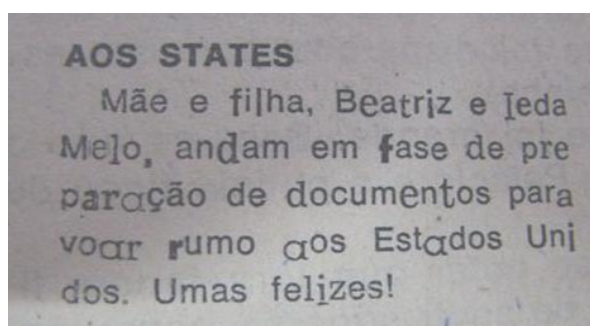 AOS STATES
Mãe e filha, Beatriz e Ieda
Melo, andam em fase de pre
paração de documentos para
voar rumo aos Estados Uni
dos. Umas felizes!